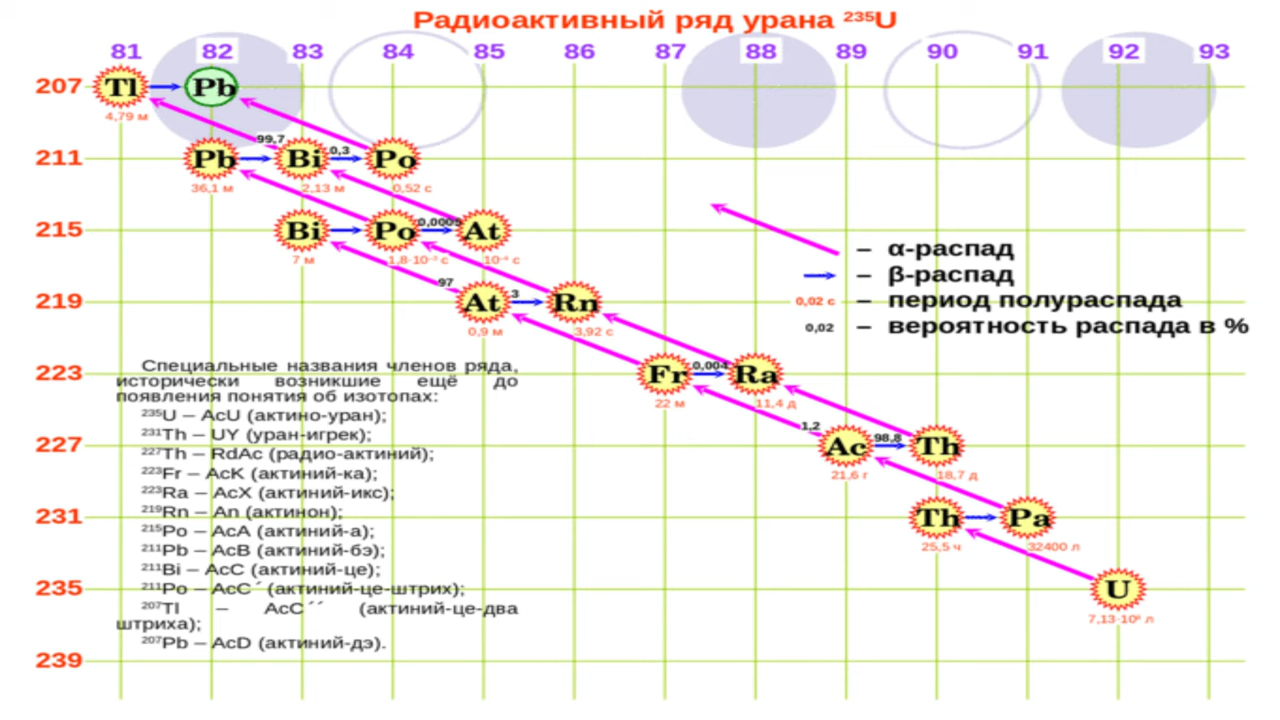 Радиоактивный ряд урана ²³⁵U
81 82 83 84 85 86 87 88 89 90 91 92 93
207 Tl Pb
4,79 м
99,7 0,3
211 Pb Bi Po
36,1 м 2,13 м 0,52 с
0,0005
215 Bi Po At
7 м 1,8·10⁻³ с 10⁻⁴ с
– α-распад
– β-распад
97 3
219 At Rn 0,02 с – период полураспада
0,02 – вероятность распада в %
0,9 м 3,92 с
0,004
223 Fr Ra
22 м 11,4 д
1,2 98,8
227 Ac Th
21,6 г 18,7 д
231 Th Pa
25,5 ч 32400 л
235 U
7,13·10⁸ л
239
Специальные названия членов ряда,
исторически возникшие ещё до
появления понятия об изотопах:
²³⁵U – AcU (актино-уран);
²³¹Th – UY (уран-игрек);
²²⁷Th – RdAc (радио-актиний);
²²³Fr – AcK (актиний-ка);
²²³Ra – AcX (актиний-икс);
²¹⁹Rn – An (актинон);
²¹⁵Po – AcA (актиний-а);
²¹¹Pb – AcB (актиний-бэ);
²¹¹Bi – AcC (актиний-це);
²¹¹Po – AcC´ (актиний-це-штрих);
²⁰⁷Tl – AcC´´ (актиний-це-два
штриха);
²⁰⁷Pb – AcD (актиний-дэ).